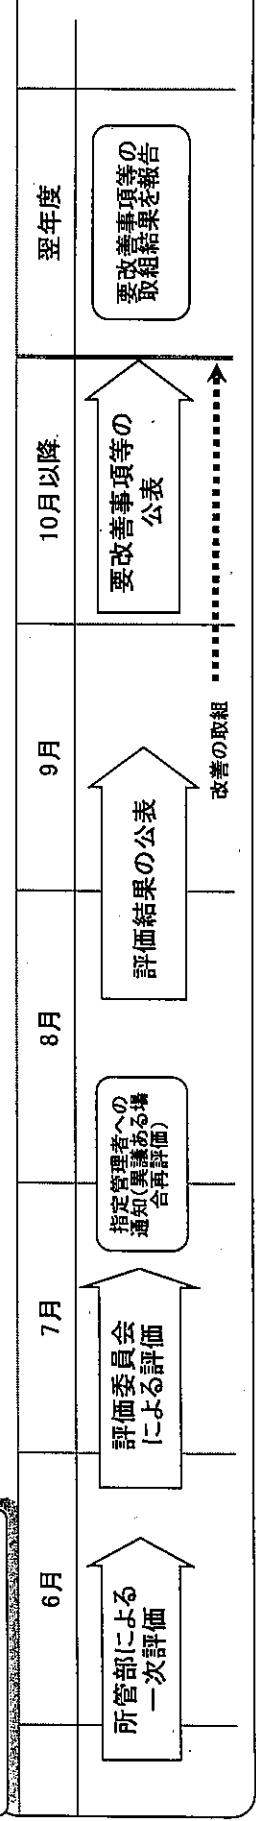 6月
7月
8月
9月
10月以降
翌年度
所管部による
一次評価
評価委員会
による評価
指定管理者への
通知(異議ある場
合再評価)
評価結果の公表
要改善事項等の
公表
要改善事項等の
取組結果を報告
改善の取組